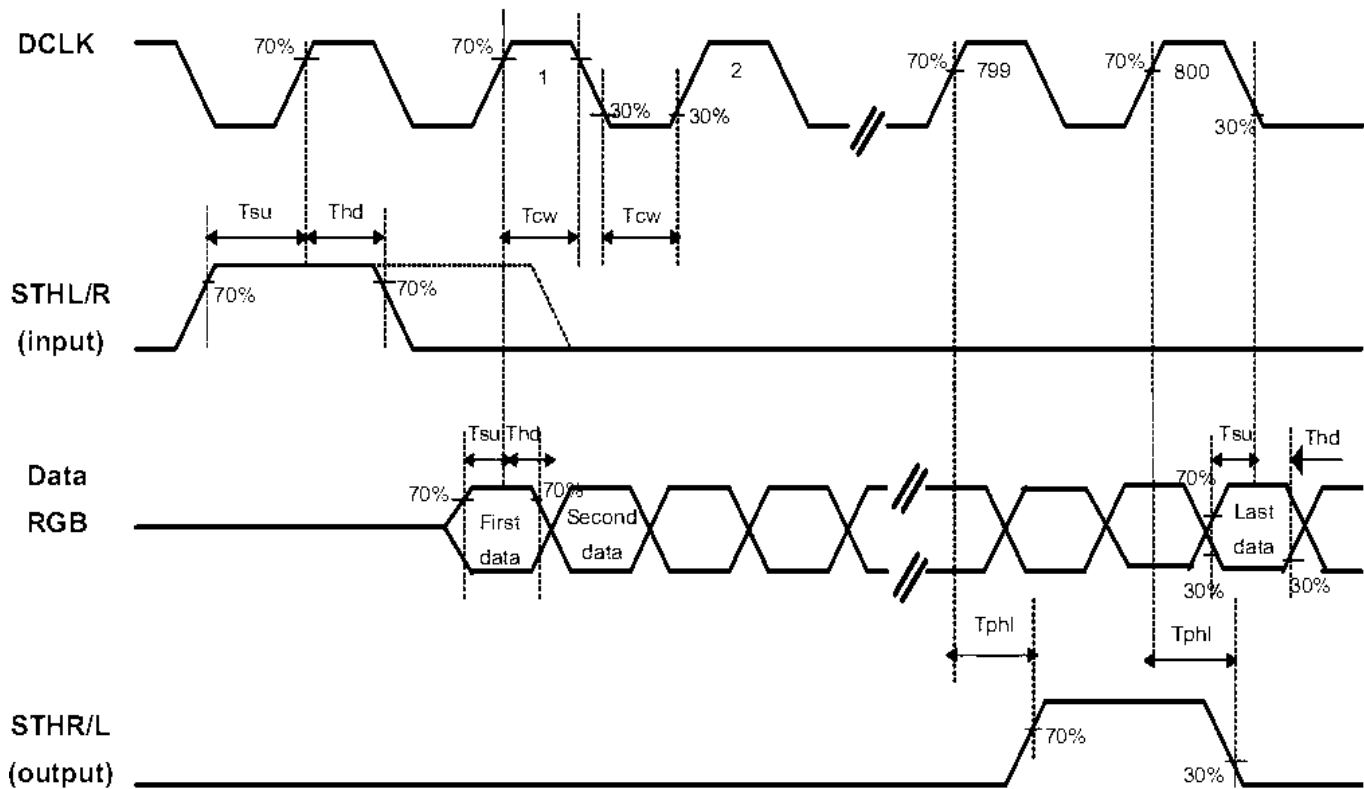 DCLK
70%
70%
1
30%
30%
2
70%
799
70%
800
30%
Tsu
Thd
Tcw
Tcw
STHL/R
(input)
70%
70%
Data
RGB
Tsu
Thd
70%
70%
First
data
Second
data
Tsu
Thd
70%
Last
data
30%
30%
Tphl
Tphl
STHR/L
(output)
70%
30%